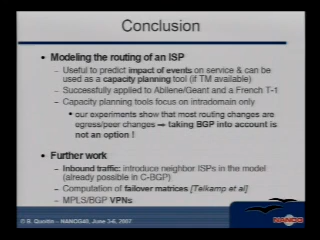 Conclusion
• Modeling the routing of an ISP
– Useful to predict impact of events on service & can be
used as a capacity planning tool (if TM available)
– Successfully applied to Abilene/Geant and a French T-1
– Capacity planning tools focus on intradomain only
• our experiments show that most routing changes are
egress/peer changes → taking BGP into account is
not an option !
• Further work
– Inbound traffic: introduce neighbor ISPs in the model
(already possible in C-BGP)
– Computation of failover matrices [Telkamp et al]
– MPLS/BGP VPNs
© B. Quoitin - NANOG40, June 3-6, 2007
NANOG